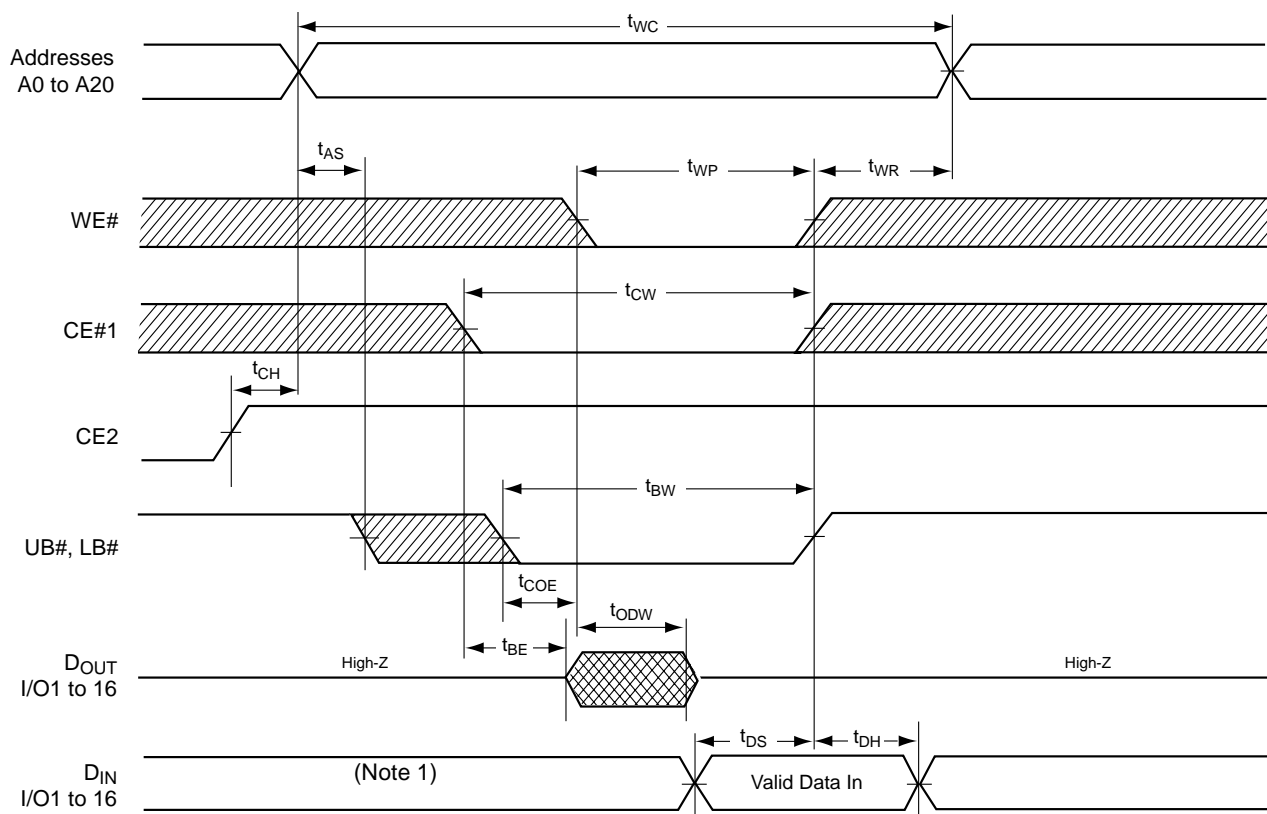 tWC
Addresses
A0 to A20
tAS
tWP
tWR
WE#
tCW
CE#1
tCH
CE2
tBW
UB#, LB#
tCOE
tODW
tBE
DOUT
I/O1 to 16
High-Z
High-Z
tDS
tDH
DIN
I/O1 to 16
(Note 1)
Valid Data In